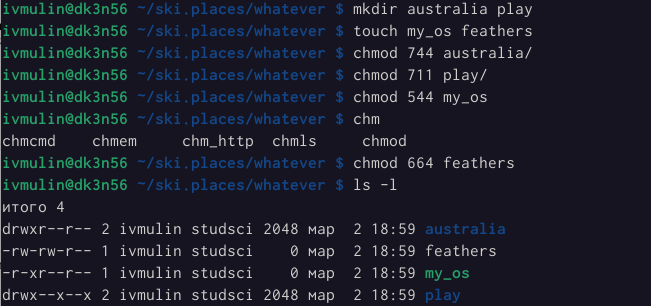 ivmulin@dk3n56 ~/ski.places/whatever $ mkdir australia play
ivmulin@dk3n56 ~/ski.places/whatever $ touch my_os feathers
ivmulin@dk3n56 ~/ski.places/whatever $ chmod 744 australia/
ivmulin@dk3n56 ~/ski.places/whatever $ chmod 711 play/
ivmulin@dk3n56 ~/ski.places/whatever $ chmod 544 my_os
ivmulin@dk3n56 ~/ski.places/whatever $ chm
chmcmd    chmem     chm_http  chmls     chmod
ivmulin@dk3n56 ~/ski.places/whatever $ chmod 664 feathers
ivmulin@dk3n56 ~/ski.places/whatever $ ls -l
итого 4
drwxr--r-- 2 ivmulin studsci 2048 мар  2 18:59 australia
-rw-rw-r-- 1 ivmulin studsci    0 мар  2 18:59 feathers
-r-xr--r-- 1 ivmulin studsci    0 мар  2 18:59 my_os
drwx--x--x 2 ivmulin studsci 2048 мар  2 18:59 play